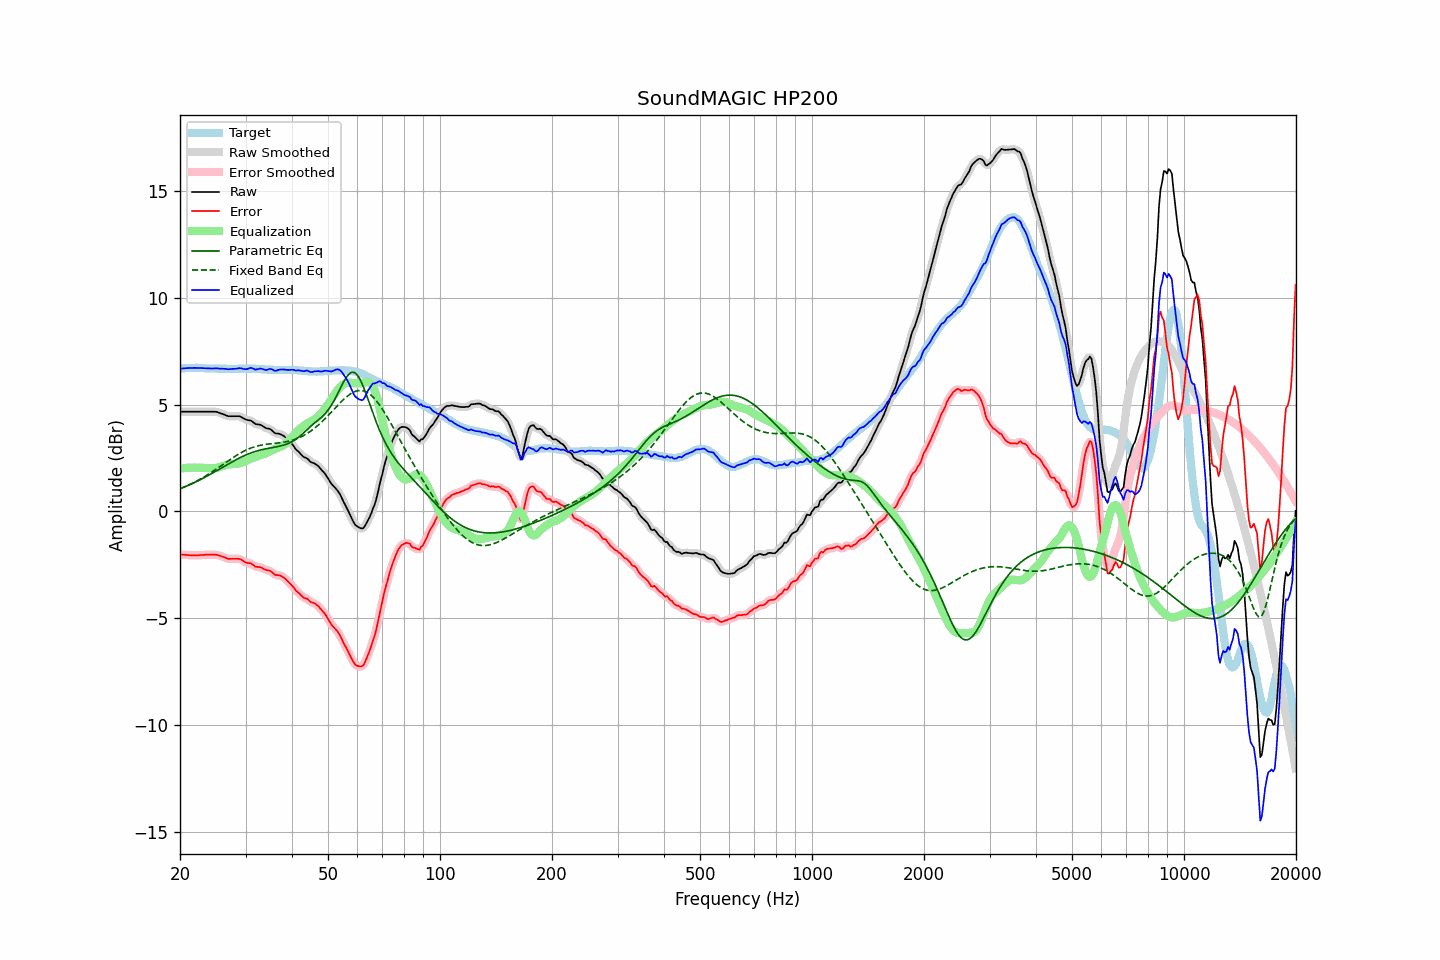 SoundMAGIC HP200
Target
Raw Smoothed
Error Smoothed
Raw
Error
Equalization
Parametric Eq
Fixed Band Eq
Equalized
Amplitude (dBr)
15
10
5
0
−5
−10
−15
20
50
100
200
500
1000
2000
5000
10000
20000
Frequency (Hz)